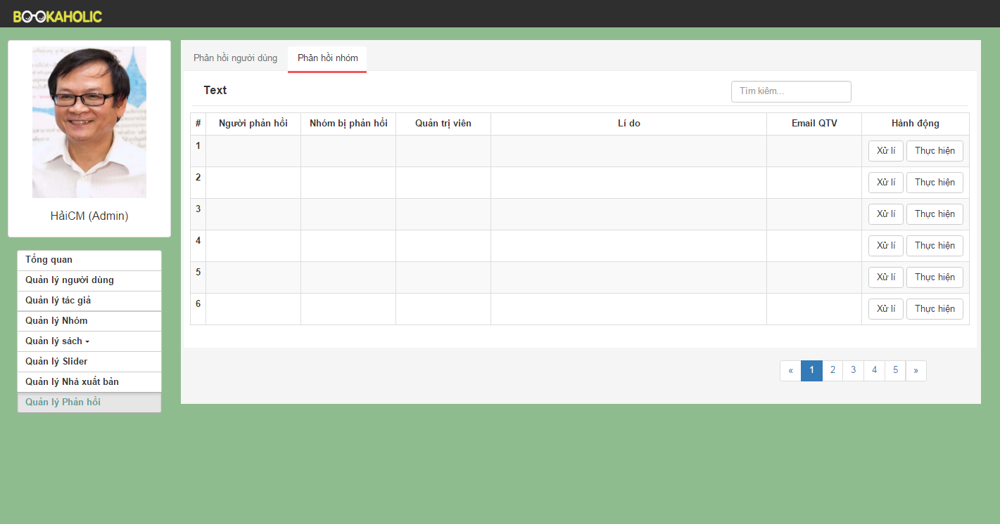 BOOKAHOLIC
HảiCM (Admin)
Tổng quan
Quản lý người dùng
Quản lý tác giả
Quản lý Nhóm
Quản lý sách
Quản lý Slider
Quản lý Nhà xuất bản
Quản lý Phản hồi
Phản hồi người dùng Phản hồi nhóm
Text Tìm kiếm...
# Người phản hồi Nhóm bị phản hồi Quản trị viên Lí do Email QTV Hành động
1 Xử lí Thực hiện
2 Xử lí Thực hiện
3 Xử lí Thực hiện
4 Xử lí Thực hiện
5 Xử lí Thực hiện
6 Xử lí Thực hiện
« 1 2 3 4 5 »